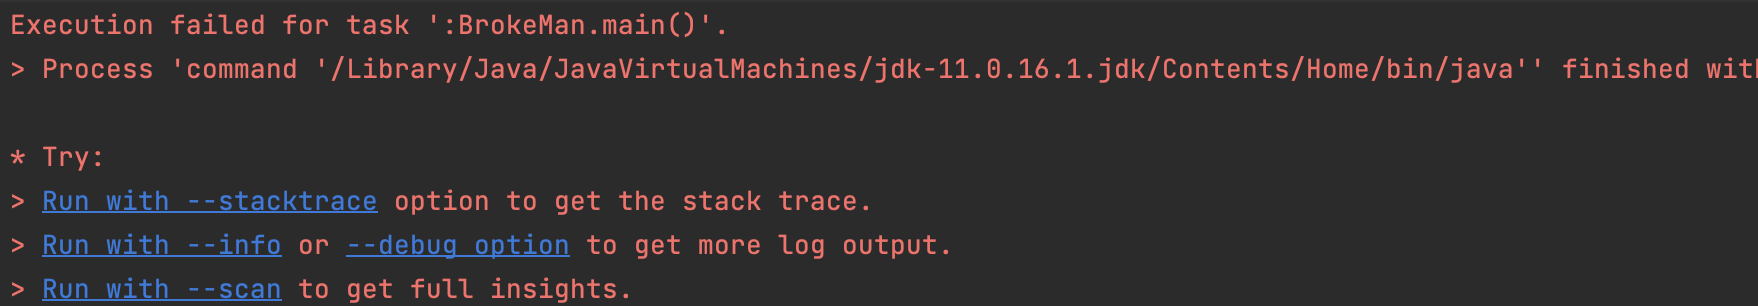 Execution failed for task ':BrokeMan.main()'.
> Process 'command '/Library/Java/JavaVirtualMachines/jdk-11.0.16.1.jdk/Contents/Home/bin/java'' finished with
* Try:
> Run with --stacktrace option to get the stack trace.
> Run with --info or --debug option to get more log output.
> Run with --scan to get full insights.